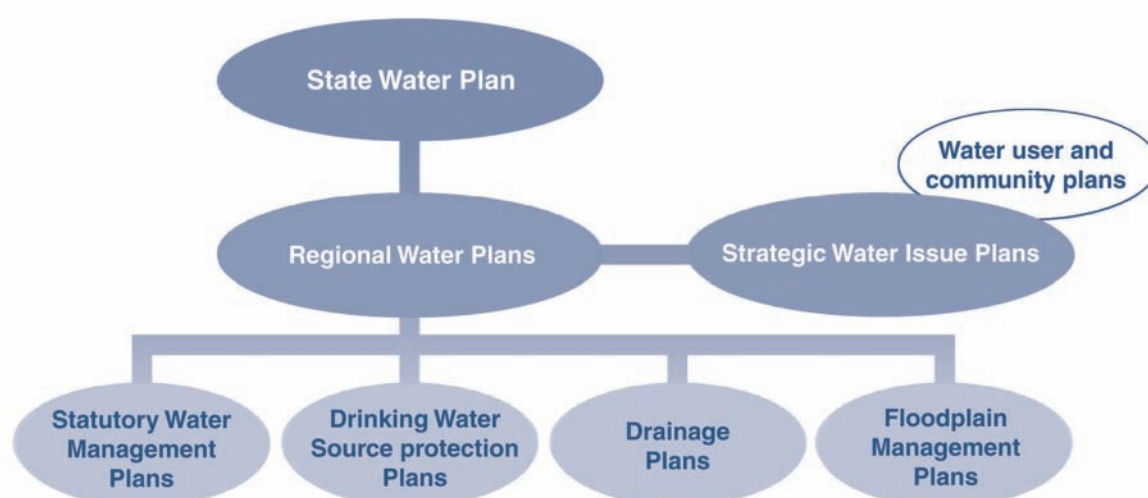 State Water Plan
Water user and
community plans
Regional Water Plans
Strategic Water Issue Plans
Statutory Water
Management
Plans
Drinking Water
Source protection
Plans
Drainage
Plans
Floodplain
Management
Plans